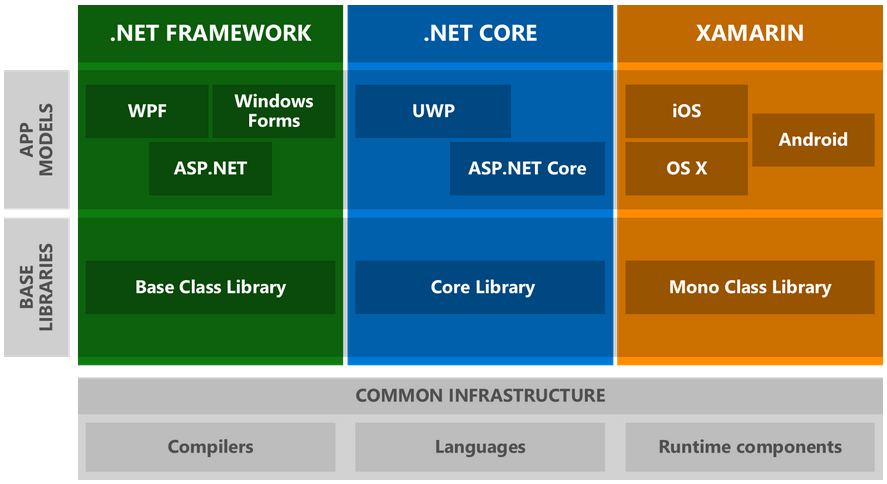 .NET FRAMEWORK
.NET CORE
XAMARIN
APP
MODELS
WPF
Windows
Forms
ASP.NET
UWP
ASP.NET Core
iOS
Android
OS X
BASE
LIBRARIES
Base Class Library
Core Library
Mono Class Library
COMMON INFRASTRUCTURE
Compilers
Languages
Runtime components